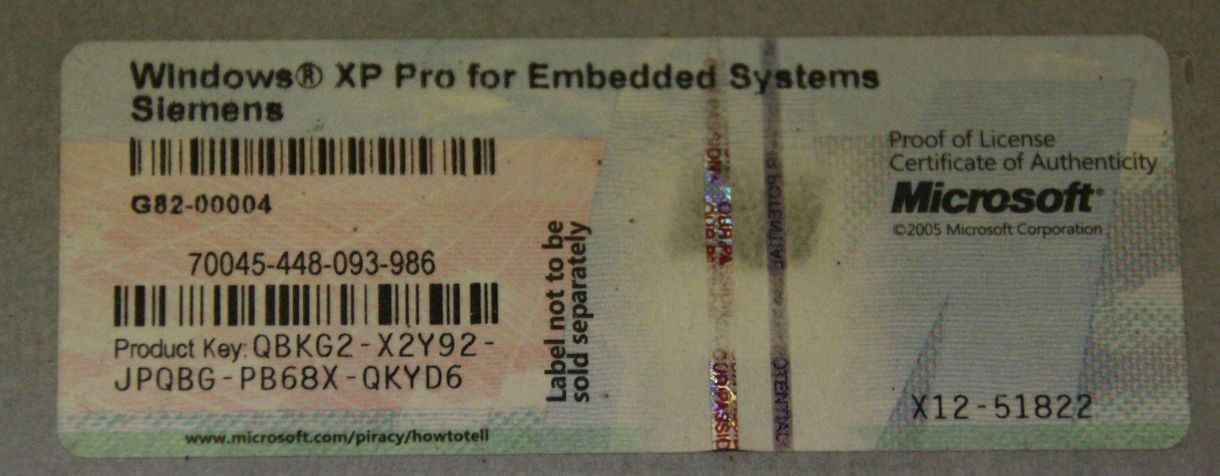 Windows® XP Pro for Embedded Systems
Siemens
G82-00004
70045-448-093-986
Product Key: QBKG2-X2Y92-
JPQBG-PB68X-QKYD6
www.microsoft.com/piracy/howtotell
Label not to be
sold separately
Proof of License
Certificate of Authenticity
Microsoft®
©2005 Microsoft Corporation
X12-51822